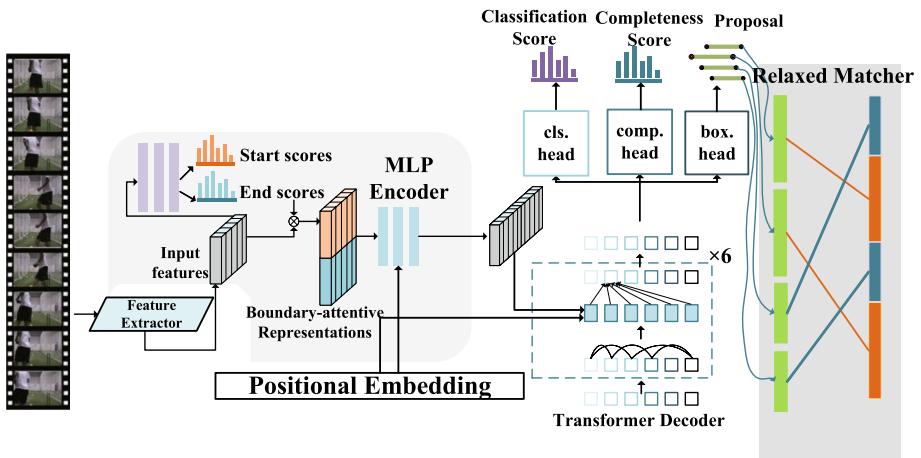 Classification
Score
Completeness
Score
Proposal
Relaxed Matcher
cls.
head
comp.
head
box.
head
Start scores
End scores
MLP
Encoder
Input
features
Feature
Extractor
Boundary-attentive
Representations
×6
Positional Embedding
Transformer Decoder